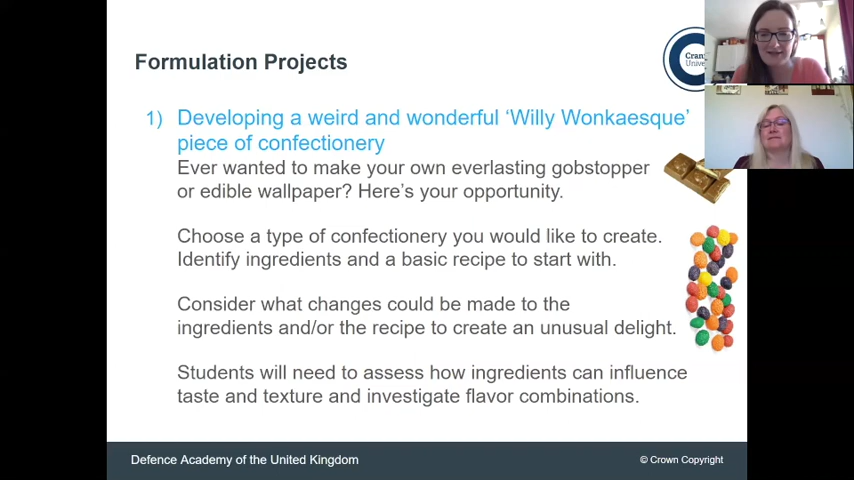 Formulation Projects
Cran
Unive
1) Developing a weird and wonderful ‘Willy Wonkaesque’
piece of confectionery
Ever wanted to make your own everlasting gobstopper
or edible wallpaper? Here’s your opportunity.
Choose a type of confectionery you would like to create.
Identify ingredients and a basic recipe to start with.
Consider what changes could be made to the
ingredients and/or the recipe to create an unusual delight.
Students will need to assess how ingredients can influence
taste and texture and investigate flavor combinations.
Defence Academy of the United Kingdom
© Crown Copyright